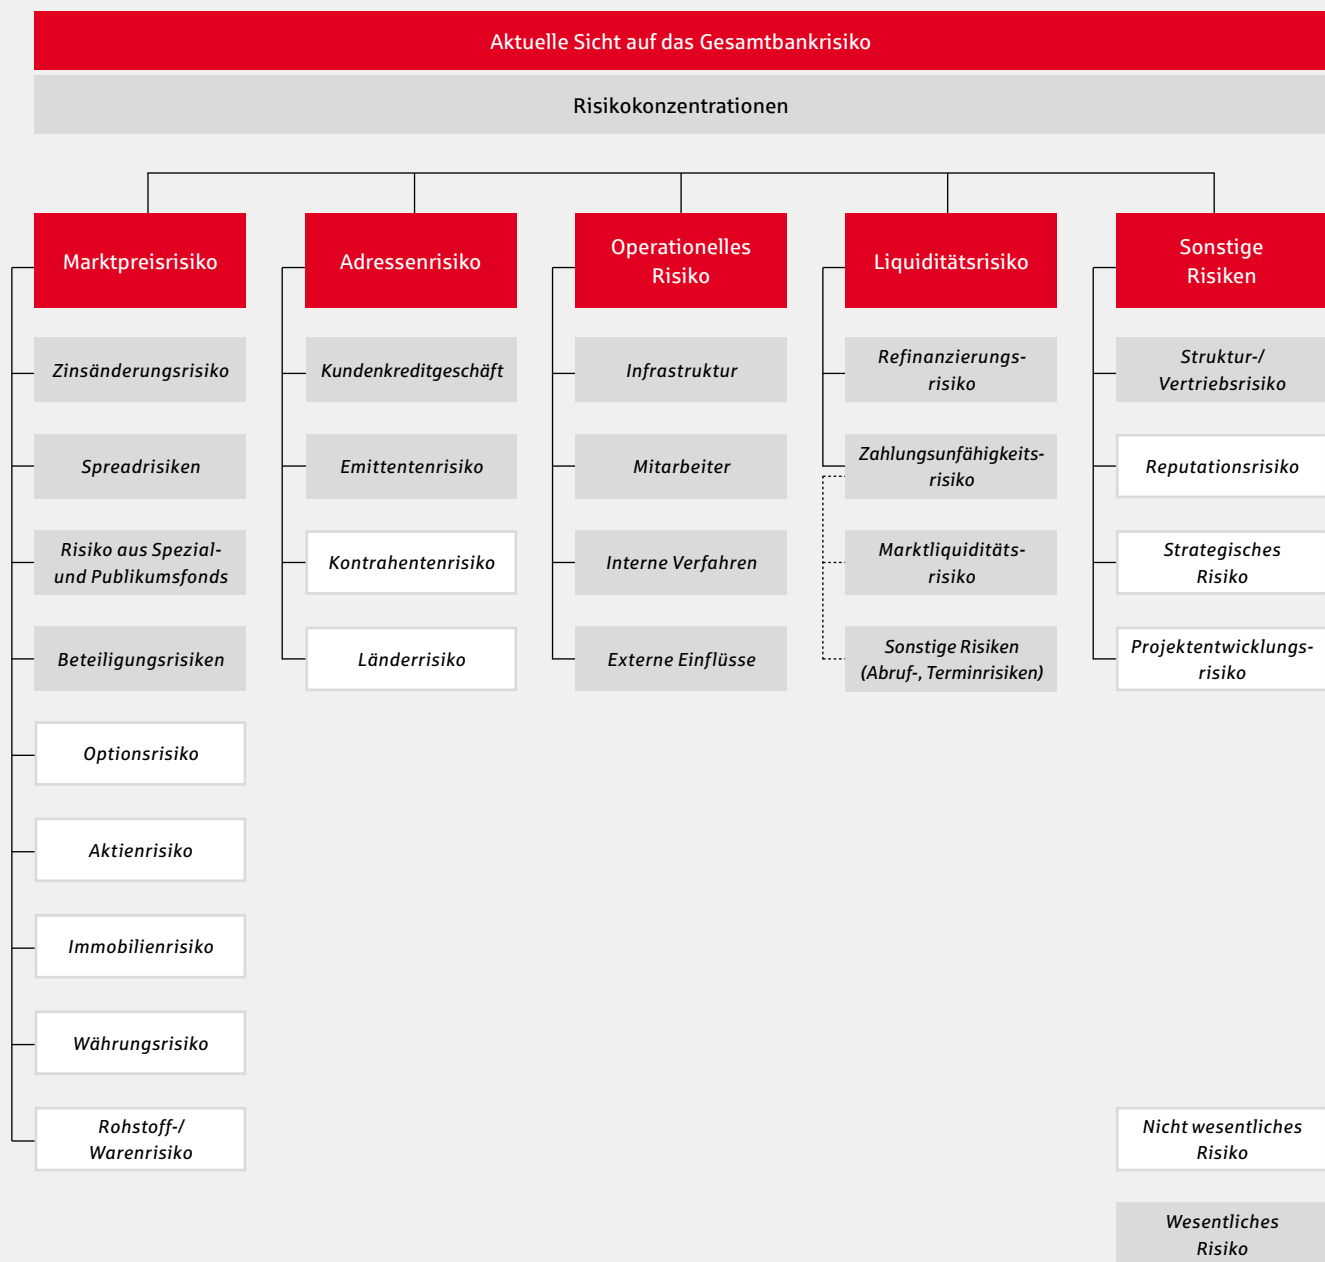 Aktuelle Sicht auf das Gesamtbankrisiko
Risikokonzentrationen
Marktpreisrisiko
Zinsänderungsrisiko
Spreadrisiken
Risiko aus Spezial-
und Publikumsfonds
Beteiligungsrisiken
Optionsrisiko
Aktienrisiko
Immobilienrisiko
Währungsrisiko
Rohstoff-/
Warenrisiko
Adressenrisiko
Kundenkreditgeschäft
Emittentenrisiko
Kontrahentenrisiko
Länderrisiko
Operationelles
Risiko
Infrastruktur
Mitarbeiter
Interne Verfahren
Externe Einflüsse
Liquiditätsrisiko
Refinanzierungs-
risiko
Zahlungsunfähigkeits-
risiko
Marktliquiditäts-
risiko
Sonstige Risiken
(Abruf-, Terminrisiken)
Sonstige
Risiken
Struktur-/
Vertriebsrisiko
Reputationsrisiko
Strategisches
Risiko
Projektentwicklungs-
risiko
Nicht wesentliches
Risiko
Wesentliches
Risiko